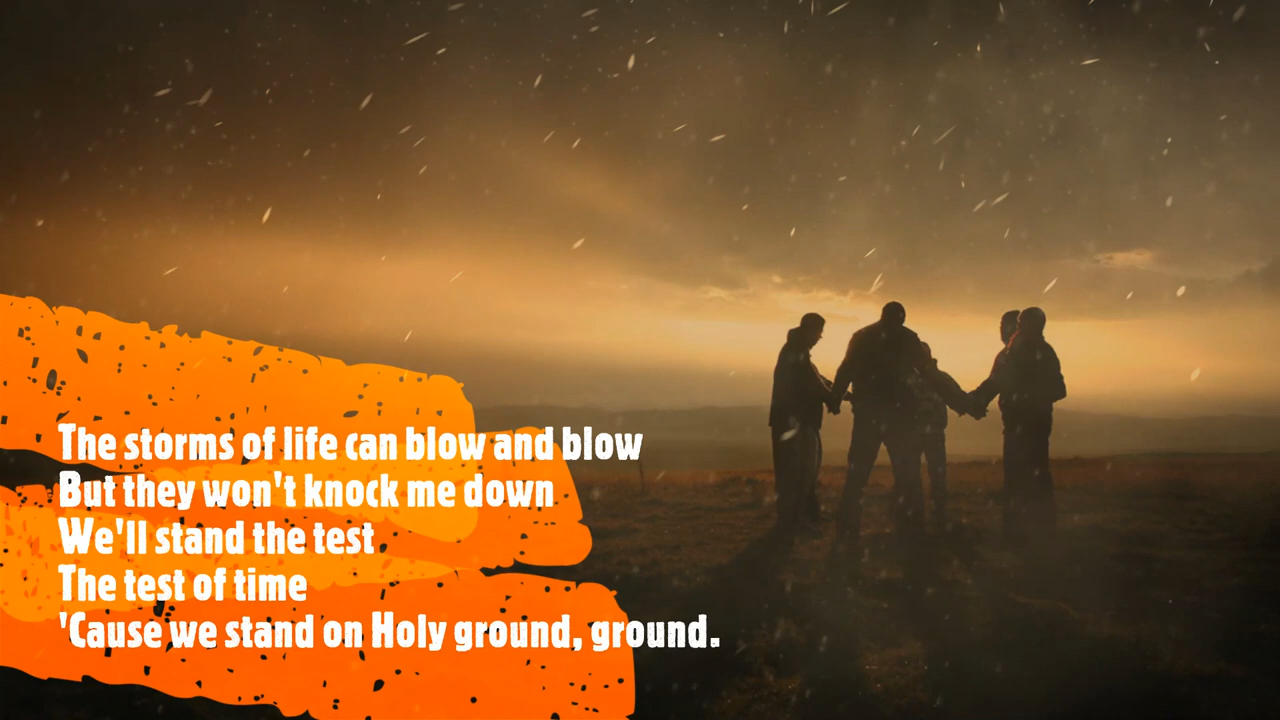 The storms of life can blow and blow
But they won't knock me down
We'll stand the test
The test of time
'Cause we stand on Holy ground, ground.